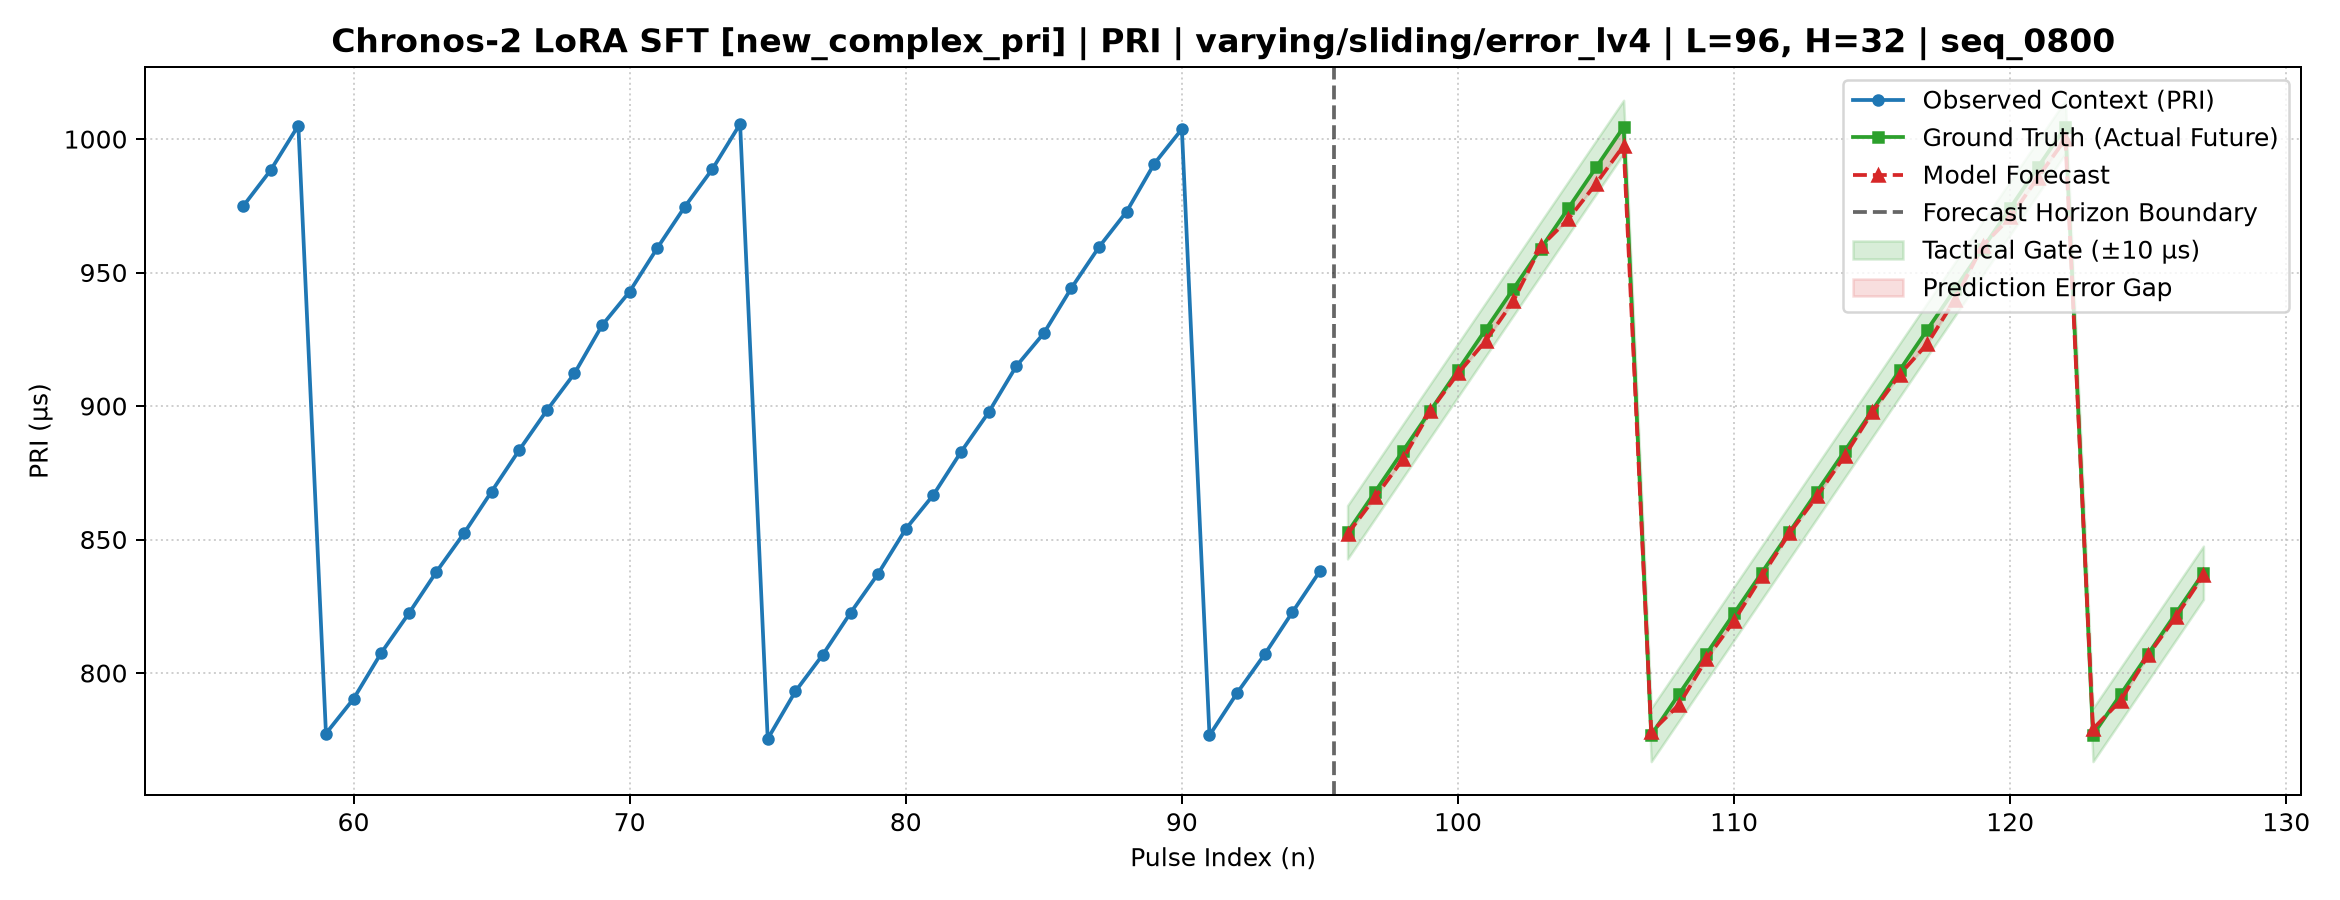 Chronos-2 LoRA SFT [new_complex_pri] | PRI | varying/sliding/error_lv4 | L=96, H=32 | seq_0800
Observed Context (PRI)
Ground Truth (Actual Future)
Model Forecast
Forecast Horizon Boundary
Tactical Gate (±10 µs)
Prediction Error Gap
PRI (µs)
1000
950
900
850
800
60 70 80 90 100 110 120 130
Pulse Index (n)